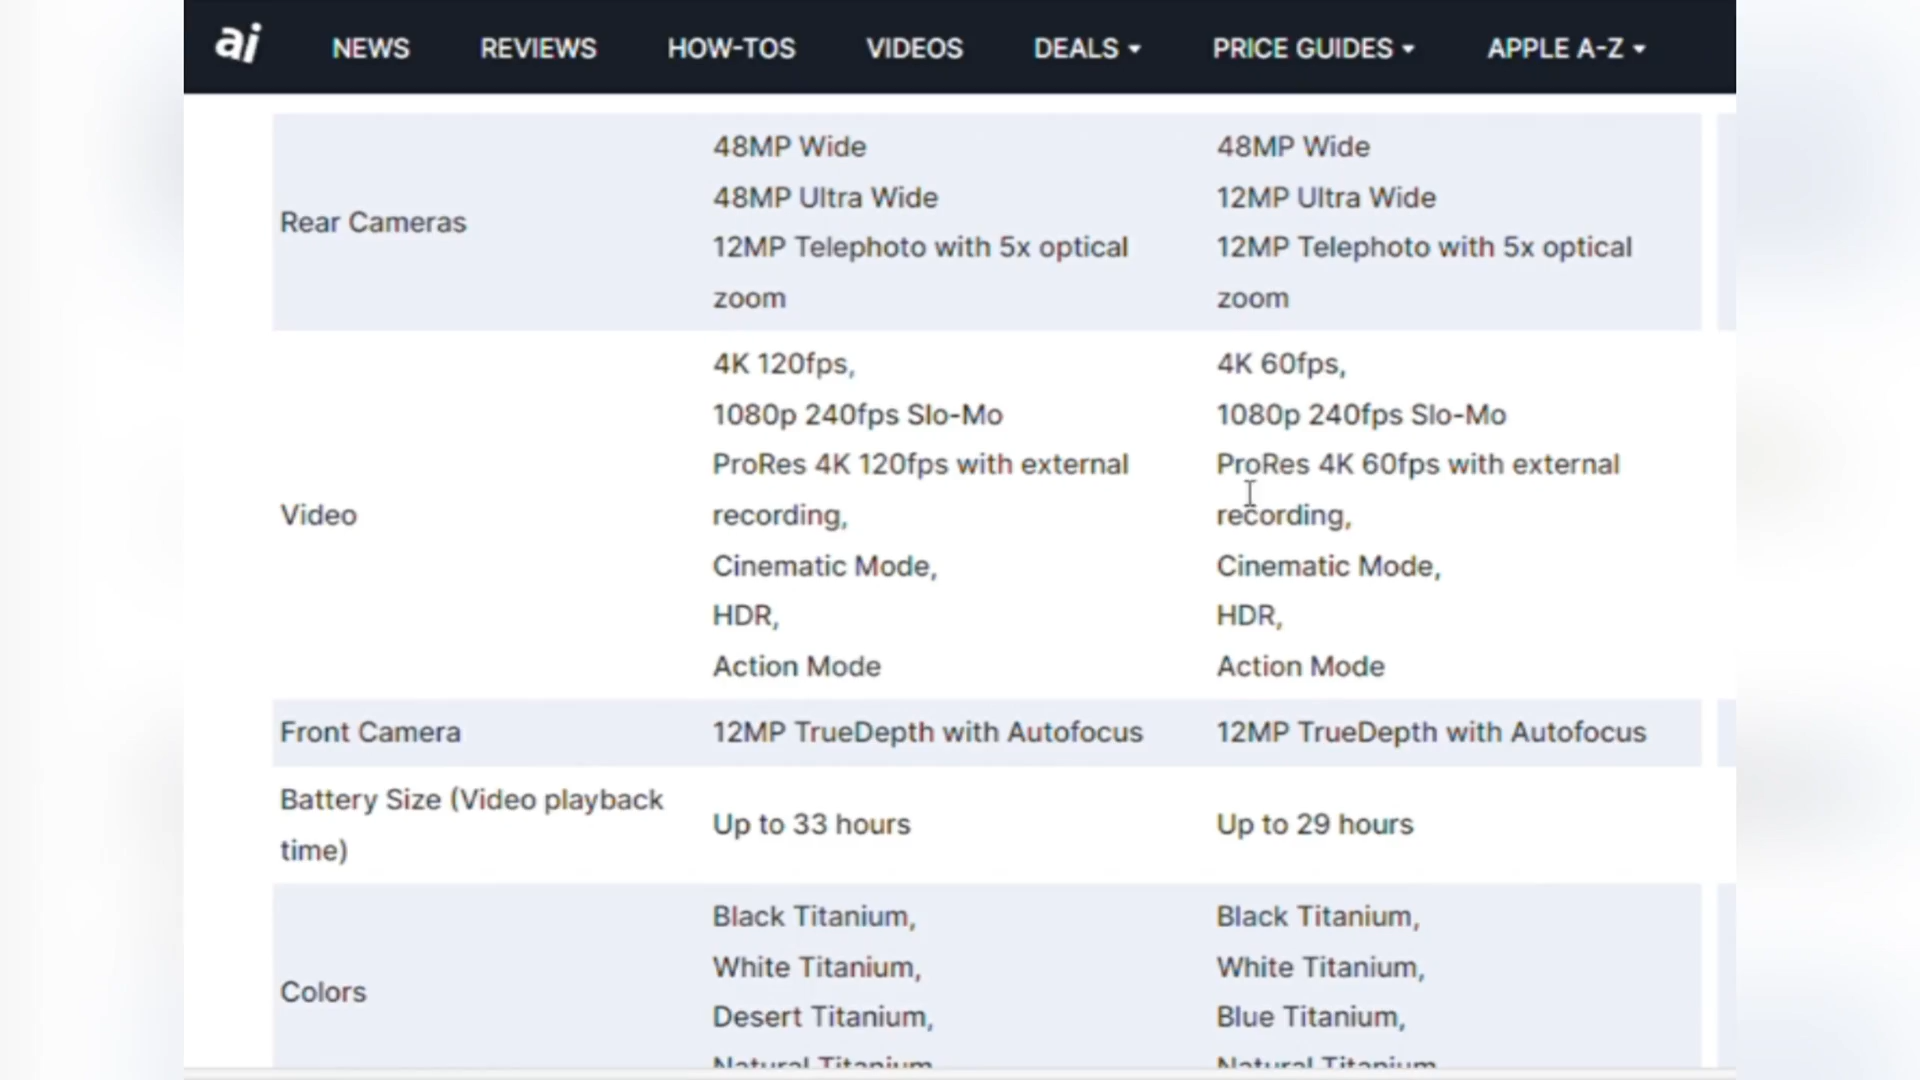 ai NEWS REVIEWS HOW-TOS VIDEOS DEALS PRICE GUIDES APPLE A-Z
Rear Cameras
48MP Wide
48MP Ultra Wide
12MP Telephoto with 5x optical
zoom
48MP Wide
12MP Ultra Wide
12MP Telephoto with 5x optical
zoom
Video
4K 120fps,
1080p 240fps Slo-Mo
ProRes 4K 120fps with external
recording,
Cinematic Mode,
HDR,
Action Mode
4K 60fps,
1080p 240fps Slo-Mo
ProRes 4K 60fps with external
recording,
Cinematic Mode,
HDR,
Action Mode
Front Camera
12MP TrueDepth with Autofocus
12MP TrueDepth with Autofocus
Battery Size (Video playback
time)
Up to 33 hours
Up to 29 hours
Colors
Black Titanium,
White Titanium,
Desert Titanium,
Natural Titanium
Black Titanium,
White Titanium,
Blue Titanium,
Natural Titanium